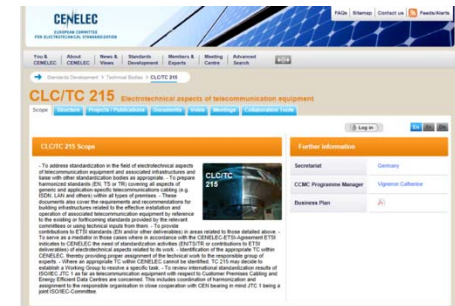 CENELEC
EUROPEAN COMMITTEE
FOR ELECTROTECHNICAL STANDARDIZATION
FAQs | Sitemap | Contact us | Feeds/Alerts
You & CENELEC
About CENELEC
News & Views
Standards Development
Members & Experts
Meeting Centre
Advanced Search
Standards Development > Technical Bodies > CLC/TC 215
CLC/TC 215 Electrotechnical aspects of telecommunication equipment
Scope Structure Projects / Publications Documents Votes Meetings Collaborative Tools
Log in
En
CLC/TC 215 Scope
- To address standardization in the field of electrotechnical aspects
of telecommunication equipment and associated infrastructures and
liaise with other standardization bodies as appropriate. - To prepare
harmonized standards (EN, TS or TR) covering all aspects of
generic and application specific telecommunications cabling (e.g.
ISDN, LAN and others) within all types of premises. - These
documents also cover the requirements and recommendations for
building infrastructures related to the effective installation and
operation of associated telecommunication equipment by reference
to the existing or forthcoming standards provided by the relevant
committees or using technical inputs from them. - To provide
contributions to ETSI standards (EN and/or other deliverables) in areas related to those detailed above. -
To serve as a mediator in those cases where in accordance with the CENELEC-ETSI-Agreement ETSI
indicates to CENELEC the need of standardization activities (EN/TS/TR or contributions to ETSI
deliverables) of electrotechnical aspects related to its work. - Identification of the appropriate TC within
CENELEC, thereby providing proper assignment of the technical work to the responsible group of
experts. - Where an appropriate TC within CENELEC cannot be identified, TC 215 may decide to
establish a Working Group to resolve a specific task. - To review international standardization results of
ISO/IEC JTC 1 as far as telecommunication equipment with respect to Customer Premises Cabling and
Energy Efficient Data Centres are concerned. This includes coordination of harmonization and
assignment to the responsible organisation in close cooperation with CEN bearing in mind JTC 1 being a
joint ISO/IEC-Committee.
CLC/TC
215
Further Information
Secretariat Germany
CCMC Programme Manager Vigneron Catherine
Business Plan